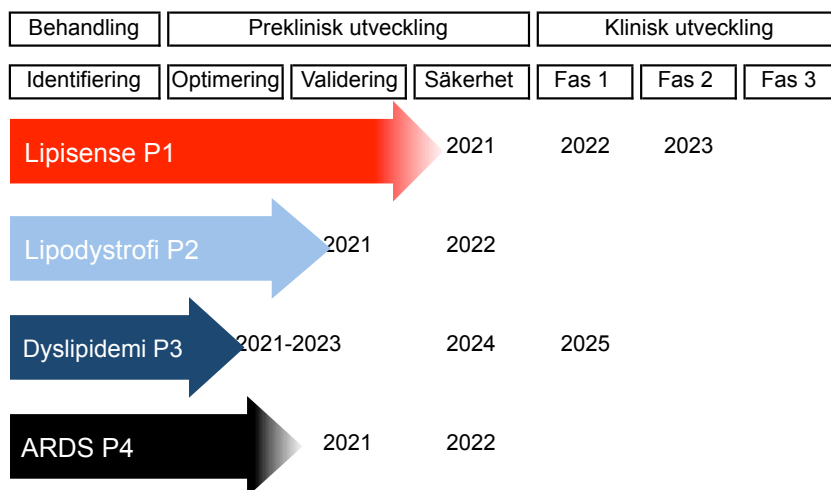 Behandling Preklinisk utveckling Klinisk utveckling
Identifiering Optimering Validering Säkerhet Fas 1 Fas 2 Fas 3
Lipisense P1 2021 2022 2023
Lipodystrofi P2 2021 2022
Dyslipidemi P3 2021-2023 2024 2025
ARDS P4 2021 2022